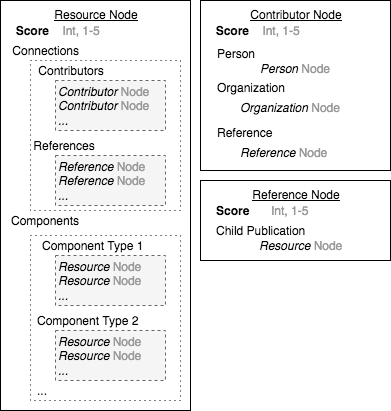 Resource Node
Score Int, 1-5
Connections
Contributors
Contributor Node
Contributor Node
...
References
Reference Node
Reference Node
...
Components
Component Type 1
Resource Node
Resource Node
...
Component Type 2
Resource Node
Resource Node
...
...
Contributor Node
Score Int, 1-5
Person
Person Node
Organization
Organization Node
Reference
Reference Node
Reference Node
Score Int, 1-5
Child Publication
Resource Node